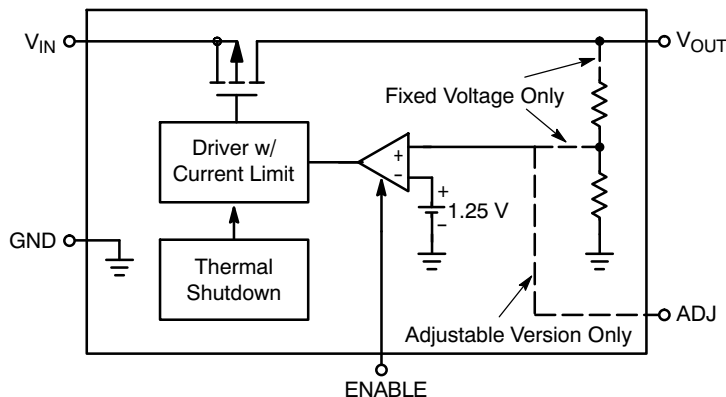 V_IN
V_OUT
Fixed Voltage Only
Driver w/
Current Limit
+
−
+
1.25 V
−
GND
Thermal
Shutdown
ADJ
Adjustable Version Only
ENABLE